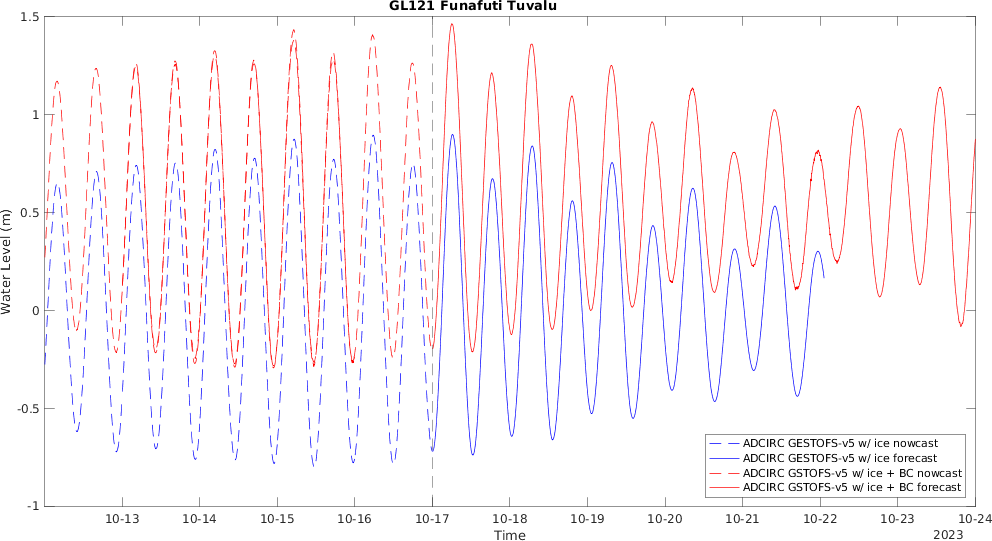 GL121 Funafuti Tuvalu
1.5
1
0.5
0
-0.5
-1
Water Level (m)
10-13 10-14 10-15 10-16 10-17 10-18 10-19 10-20 10-21 10-22 10-23 10-24
Time
2023
ADCIRC GESTOFS-v5 w/ ice nowcast
ADCIRC GESTOFS-v5 w/ ice forecast
ADCIRC GSTOFS-v5 w/ ice + BC nowcast
ADCIRC GSTOFS-v5 w/ ice + BC forecast